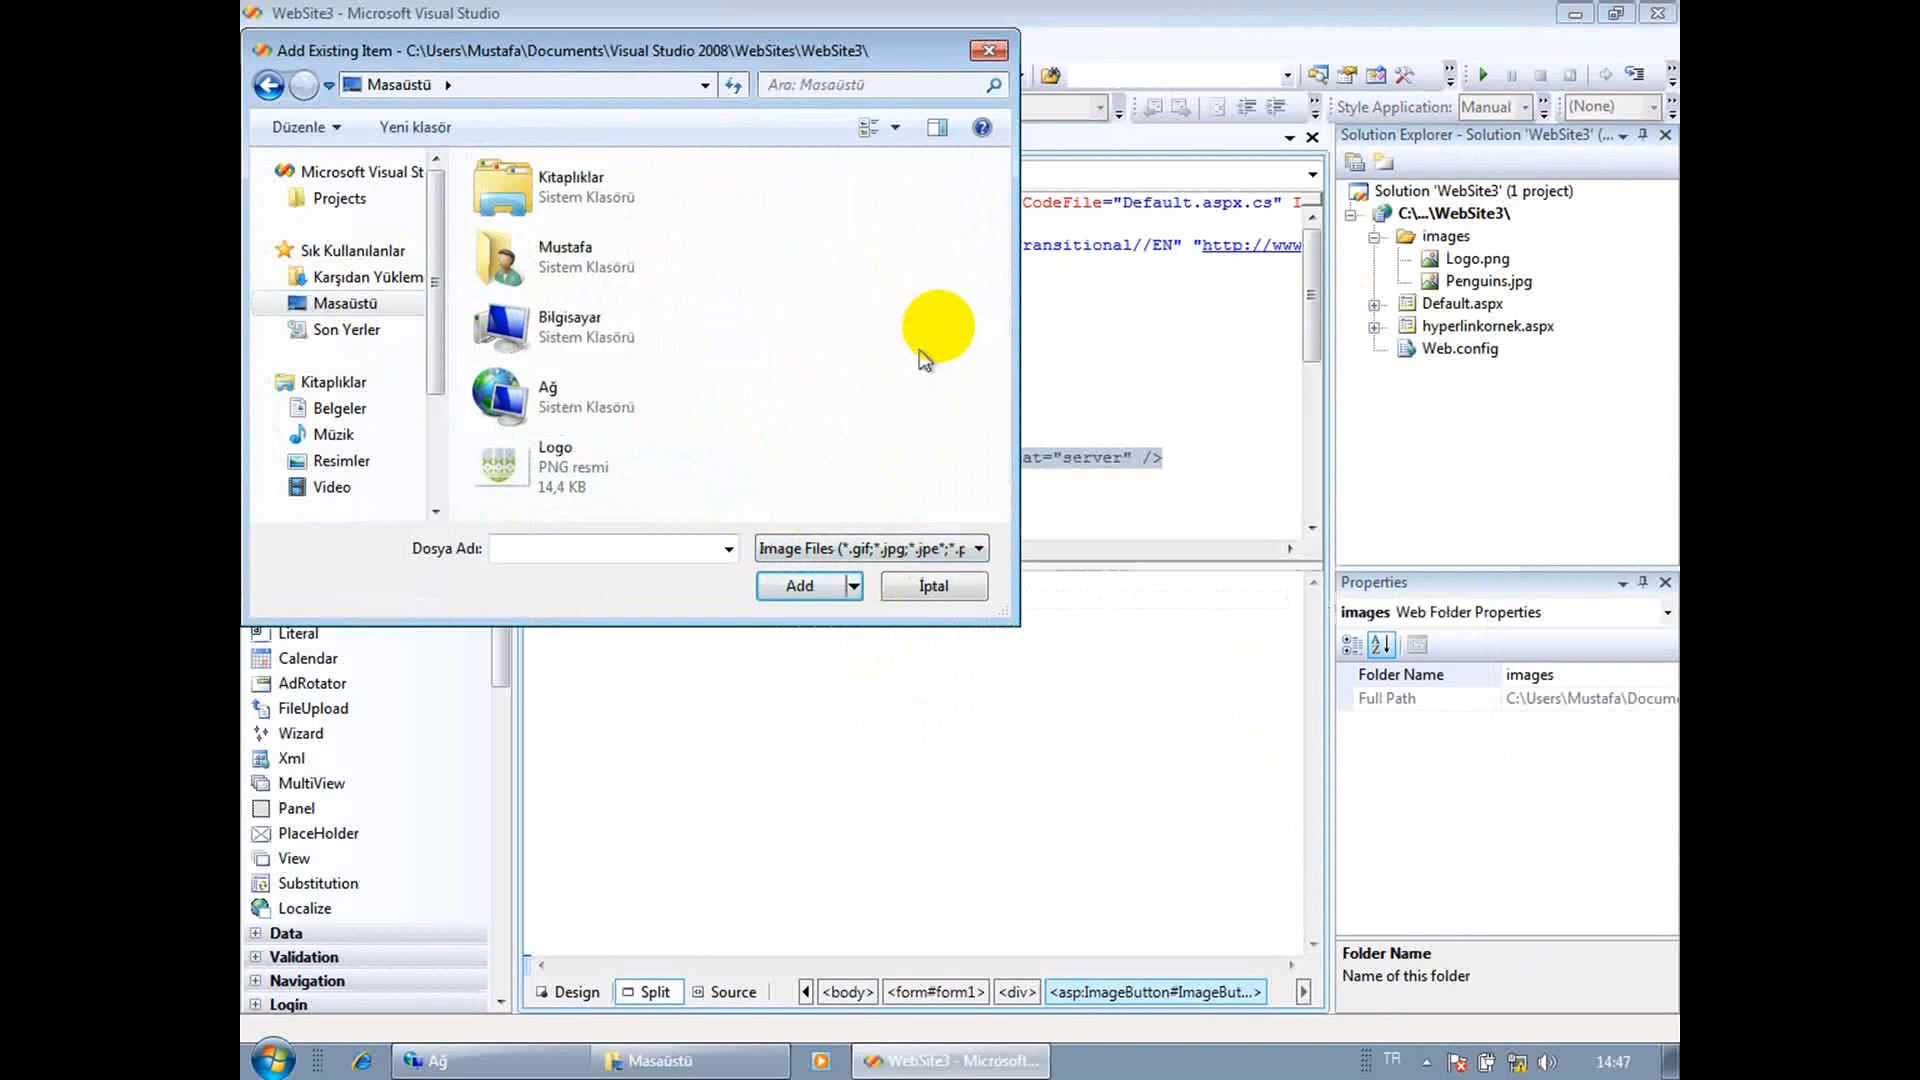 WebSite3 - Microsoft Visual Studio
Add Existing Item - C:\Users\Mustafa\Documents\Visual Studio 2008\WebSites\WebSite3\
Masaüstü
Ara: Masaüstü
Düzenle
Yeni klasör
Microsoft Visual St
Projects
Sık Kullanılanlar
Karşıdan Yüklem
Masaüstü
Son Yerler
Kitaplıklar
Belgeler
Müzik
Resimler
Video
Kitaplıklar
Sistem Klasörü
Mustafa
Sistem Klasörü
Bilgisayar
Sistem Klasörü
Ağ
Sistem Klasörü
Logo
PNG resmi
14,4 KB
Dosya Adı:
Image Files (*.gif;*.jpg;*.jpe*;*.p
Add
İptal
Style Application: Manual
(None)
CodeFile="Default.aspx.cs" I
ransitional//EN" "http://www
at="server" />
Solution Explorer - Solution 'WebSite3' (...
Solution 'WebSite3' (1 project)
C:\...\WebSite3\
images
Logo.png
Penguins.jpg
Default.aspx
hyperlinkornek.aspx
Web.config
Properties
images Web Folder Properties
Folder Name images
Full Path C:\Users\Mustafa\Docume
Folder Name
Name of this folder
Literal
Calendar
AdRotator
FileUpload
Wizard
Xml
MultiView
Panel
PlaceHolder
View
Substitution
Localize
Data
Validation
Navigation
Login
Design
Split
Source
<body>
<form#form1>
<div>
<asp:ImageButton#ImageBut...>
Ağ
Masaüstü
WebSite3 - Microsoft...
TR
14:47